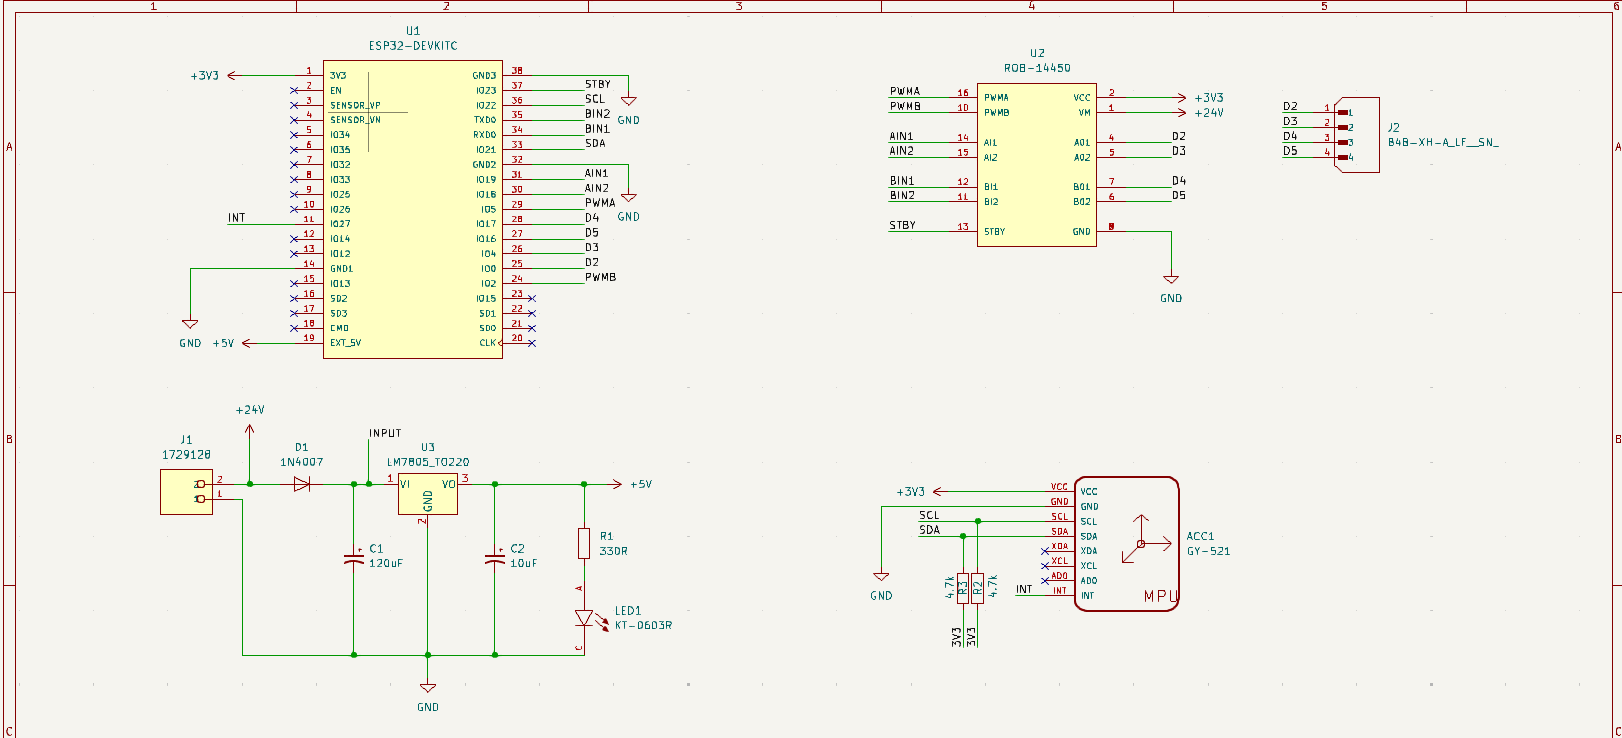 1 2 3 4 5 6
A
B
C
A
B
C
U1
ESP32-DEVKITC
+3V3
1 3V3
2 EN
3 SENSOR_VP
4 SENSOR_VN
5 IO34
6 IO35
7 IO32
8 IO33
9 IO25
10 IO26
INT 11 IO27
12 IO14
13 IO12
14 GND1
15 IO13
16 SD2
17 SD3
18 CMD
GND +5V 19 EXT_5V
GND3 38
IO23 37 STBY
IO22 36 SCL
TXD0 35 BIN2
RXD0 34 BIN1
IO21 33 SDA
GND2 32
IO19 31 AIN1
IO18 30 AIN2
IO5 29 PWMA
IO17 28 D4
IO16 27 D5
IO4 26 D3
IO0 25 D2
IO2 24 PWMB
IO15 23
SD1 22
SD0 21
CLK 20
GND
GND
U2
ROB-14450
PWMA 16 PWMA
PWMB 10 PWMB
AIN1 14 AI1
AIN2 15 AI2
BIN1 12 BI1
BIN2 11 BI2
STBY 13 STBY
VCC 2 +3V3
VM 1 +24V
AO1 4 D2
AO2 5 D3
BO1 7 D4
BO2 6 D5
GND
GND
D2 1 1
D3 2 2
D4 3 3
D5 4 4
J2
B4B-XH-A_LF__SN_
+24V
J1
1729128
2 2
1
D1
1N4007
INPUT
U3
LM7805_TO220
1 VI VO 3
GND
2
+5V
C1
120uF
C2
10uF
R1
330R
A
LED1
KT-0603R
C
GND
+3V3
VCC VCC
GND GND
SCL SCL SCL
SDA SDA SDA
XDA XDA
XCL XCL
AD0 AD0
INT INT INT
MPU
ACC1
GY-521
GND
4.7k R3 R2 4.7k
3V3 3V3